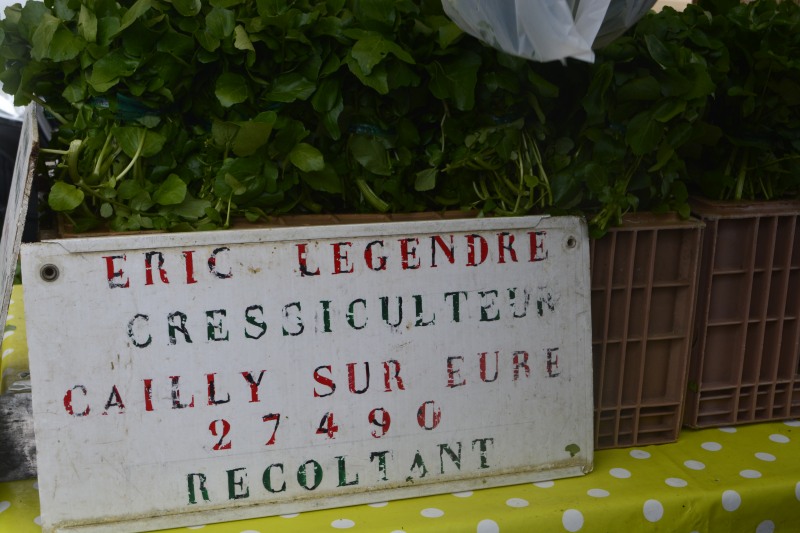 ERIC LEGENDRE
CRESSICULTEUR
CAILLY SUR EURE
27490
RECOLTANT